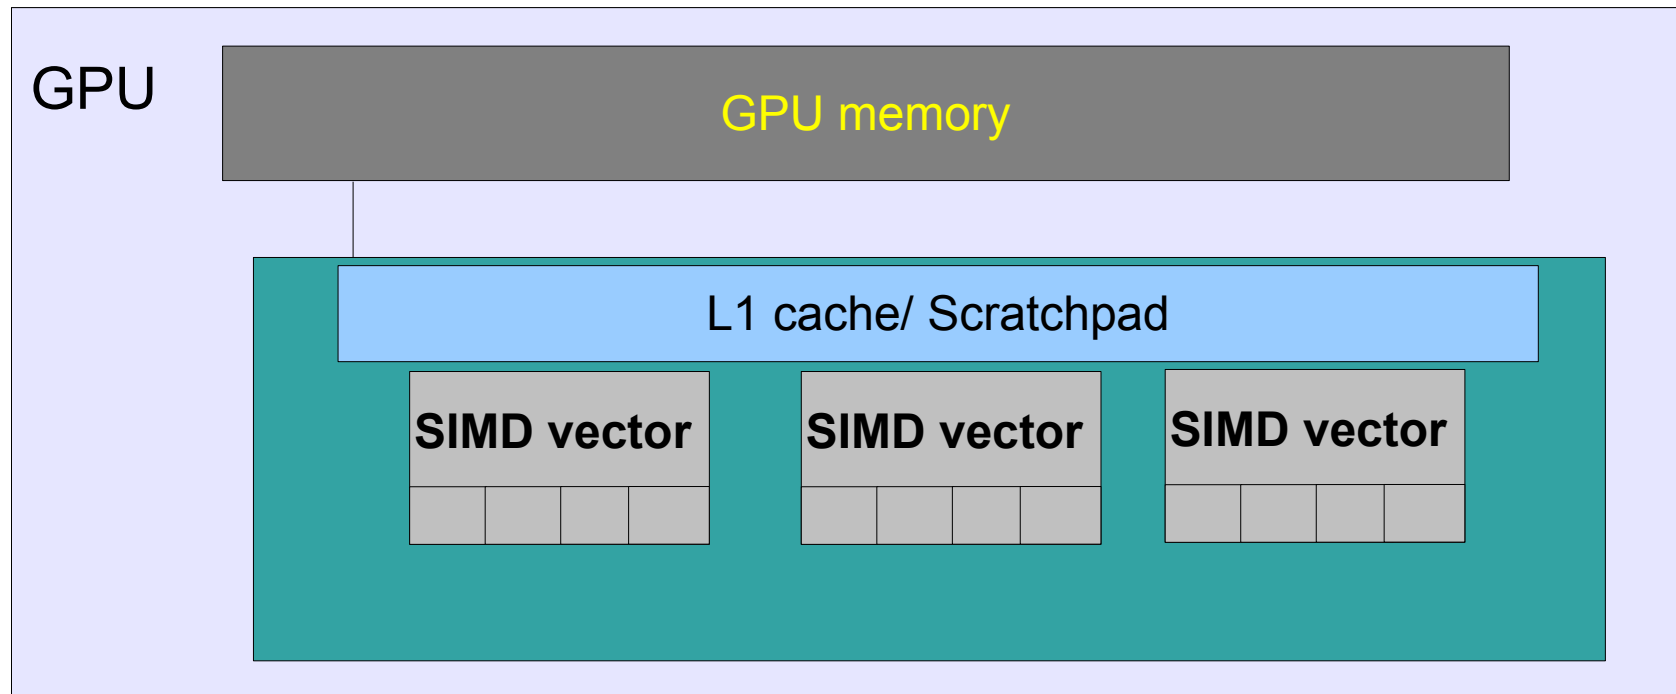 GPU
GPU memory
L1 cache/ Scratchpad
SIMD vector
SIMD vector
SIMD vector